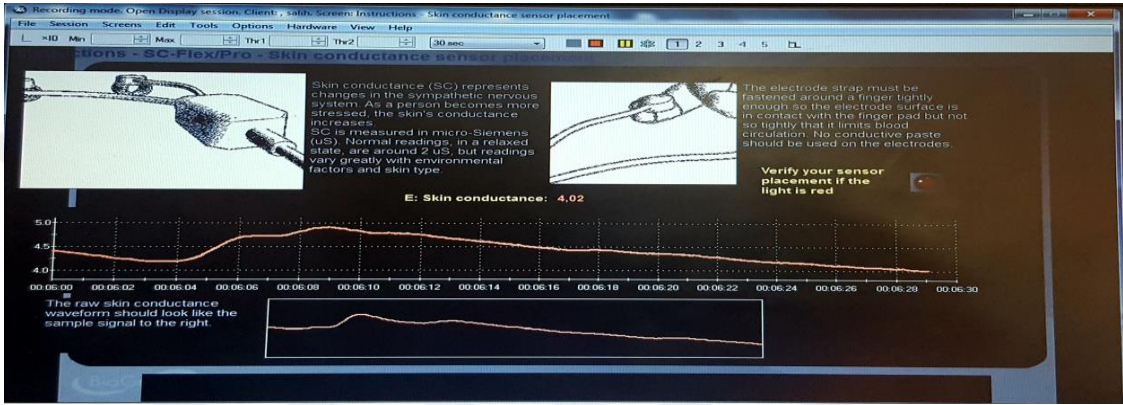 Recording mode. Open Display session. Client: , salih. Screen: Instructions - Skin conductance sensor placement
File Session Screens Edit Tools Options Hardware View Help
×10 Min Max Thr1 Thr2 30 sec 1 2 3 4 5
ctions - SC-Flex/Pro - Skin conductance sensor placement
Skin conductance (SC) represents
changes in the sympathetic nervous
system. As a person becomes more
stressed, the skin's conductance
increases.
SC is measured in micro-Siemens
(uS). Normal readings, in a relaxed
state, are around 2 uS, but readings
vary greatly with environmental
factors and skin type.
The electrode strap must be
fastened around a finger tightly
enough so the electrode surface is
in contact with the finger pad but not
so tightly that it limits blood
circulation. No conductive paste
should be used on the electrodes.
Verify your sensor
placement if the
light is red
E: Skin conductance: 4.02
5.0
4.5
4.0
00:06:00 00:06:02 00:06:04 00:06:06 00:06:08 00:06:10 00:06:12 00:06:14 00:06:16 00:06:18 00:06:20 00:06:22 00:06:24 00:06:26 00:06:28 00:06:30
The raw skin conductance
waveform should look like the
sample signal to the right.